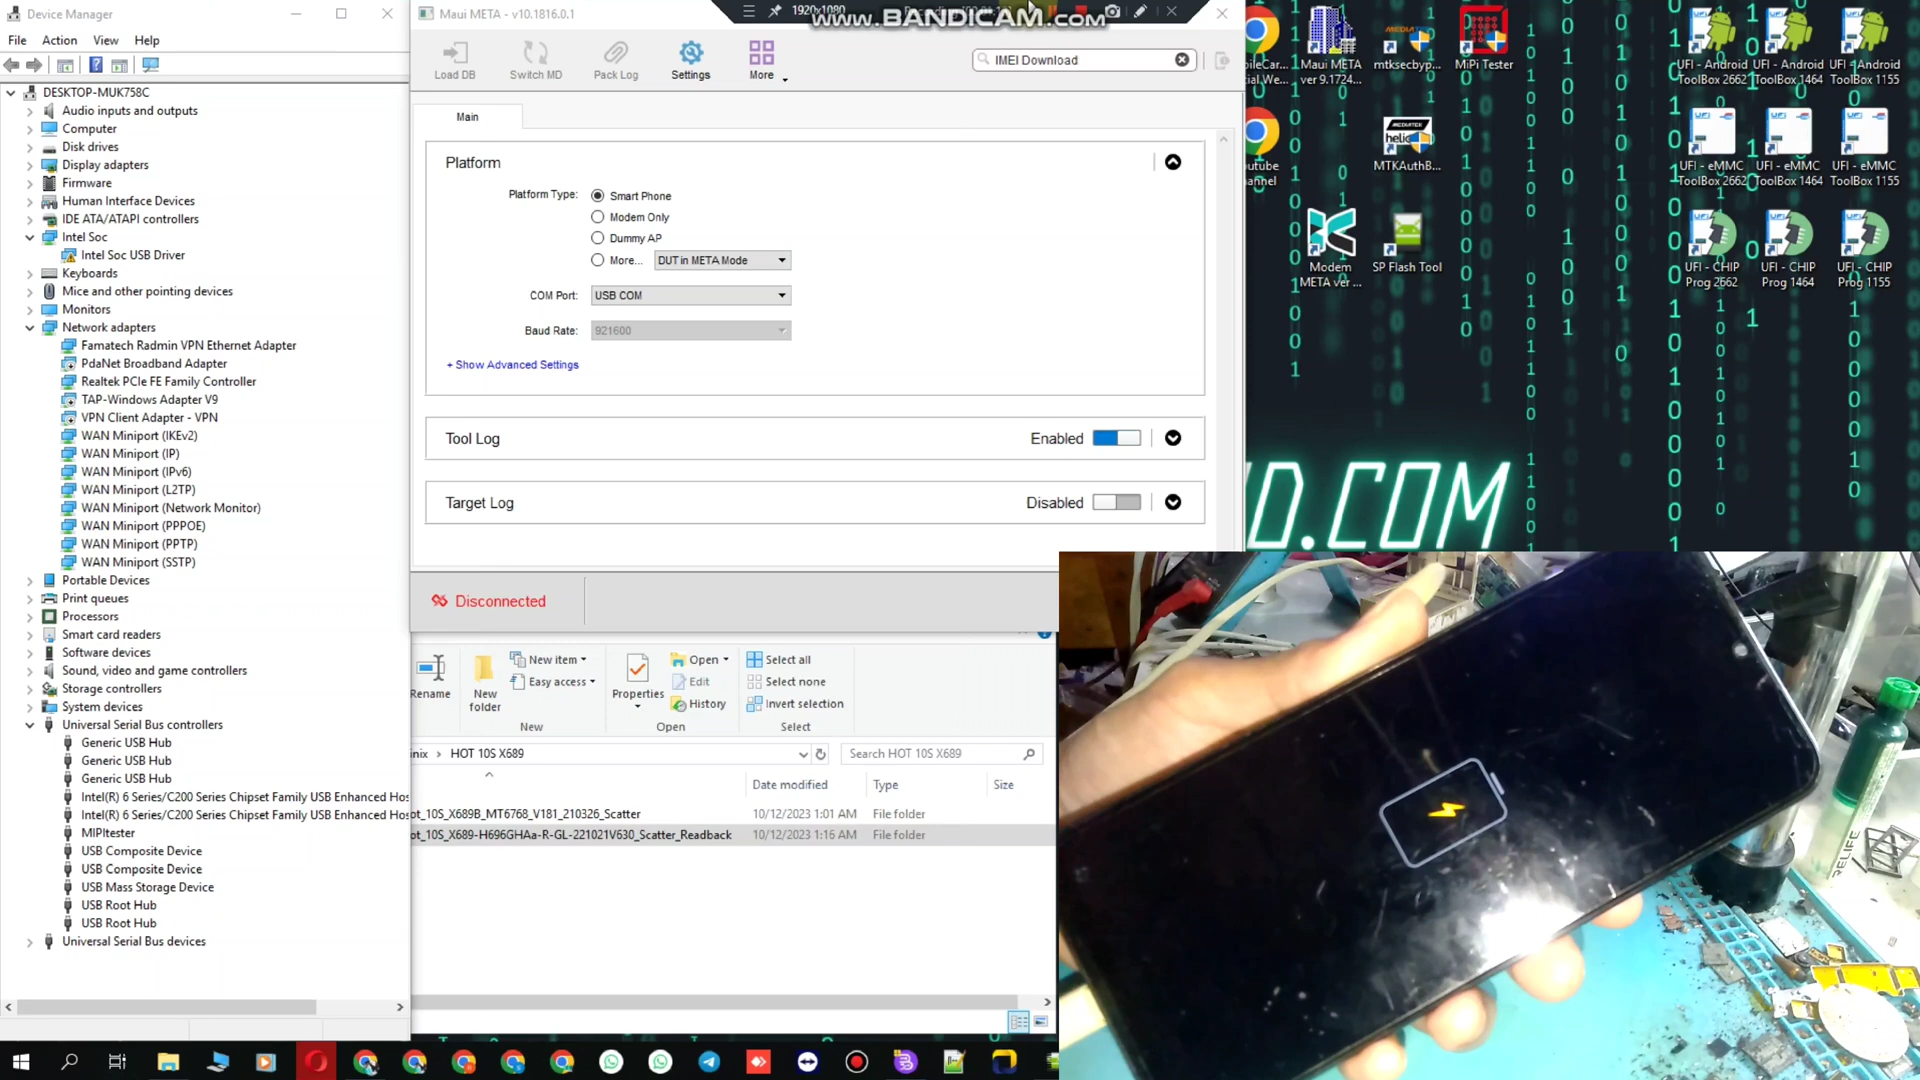 Device Manager
File Action View Help
DESKTOP-MUK758C
Audio inputs and outputs
Computer
Disk drives
Display adapters
Firmware
Human Interface Devices
IDE ATA/ATAPI controllers
Intel Soc
Intel Soc USB Driver
Keyboards
Mice and other pointing devices
Monitors
Network adapters
Famatech Radmin VPN Ethernet Adapter
PdaNet Broadband Adapter
Realtek PCIe FE Family Controller
TAP-Windows Adapter V9
VPN Client Adapter - VPN
WAN Miniport (IKEv2)
WAN Miniport (IP)
WAN Miniport (IPv6)
WAN Miniport (L2TP)
WAN Miniport (Network Monitor)
WAN Miniport (PPPOE)
WAN Miniport (PPTP)
WAN Miniport (SSTP)
Portable Devices
Print queues
Processors
Smart card readers
Software devices
Sound, video and game controllers
Storage controllers
System devices
Universal Serial Bus controllers
Generic USB Hub
Generic USB Hub
Generic USB Hub
Intel(R) 6 Series/C200 Series Chipset Family USB Enhanced Hos
Intel(R) 6 Series/C200 Series Chipset Family USB Enhanced Hos
MIPItester
USB Composite Device
USB Composite Device
USB Mass Storage Device
USB Root Hub
USB Root Hub
Universal Serial Bus devices
Maui META - v10.1816.0.1
1920x1080
www.BANDICAM.com
Load DB
Switch MD
Pack Log
Settings
More
IMEI Download
Main
Platform
Platform Type:
Smart Phone
Modem Only
Dummy AP
More... DUT in META Mode
COM Port: USB COM
Baud Rate: 921600
+ Show Advanced Settings
Tool Log Enabled
Target Log Disabled
Disconnected
Rename
New folder
New item
Easy access
New
Properties
Open
Edit
History
Open
Select all
Select none
Invert selection
Select
inix > HOT 10S X689
Search HOT 10S X689
Date modified Type Size
ot_10S_X689B_MT6768_V181_210326_Scatter 10/12/2023 1:01 AM File folder
ot_10S_X689-H696GHAa-R-GL-221021V630_Scatter_Readback 10/12/2023 1:16 AM File folder
bileCar...
ial We...
Maui META
ver 9.1724...
mtksecbyp...
MiPi Tester
UFI - Android
ToolBox 2662
UFI - Android
ToolBox 1464
UFI - Android
ToolBox 1155
outube
hannel
MEDIATEK
helio
MTKAuthB...
UFI - eMMC
ToolBox 2662
UFI - eMMC
ToolBox 1464
UFI - eMMC
ToolBox 1155
Modem
META ver ...
SP Flash Tool
UFI - CHIP
Prog 2662
UFI - CHIP
Prog 1464
UFI - CHIP
Prog 1155
D.COM
RELIFE